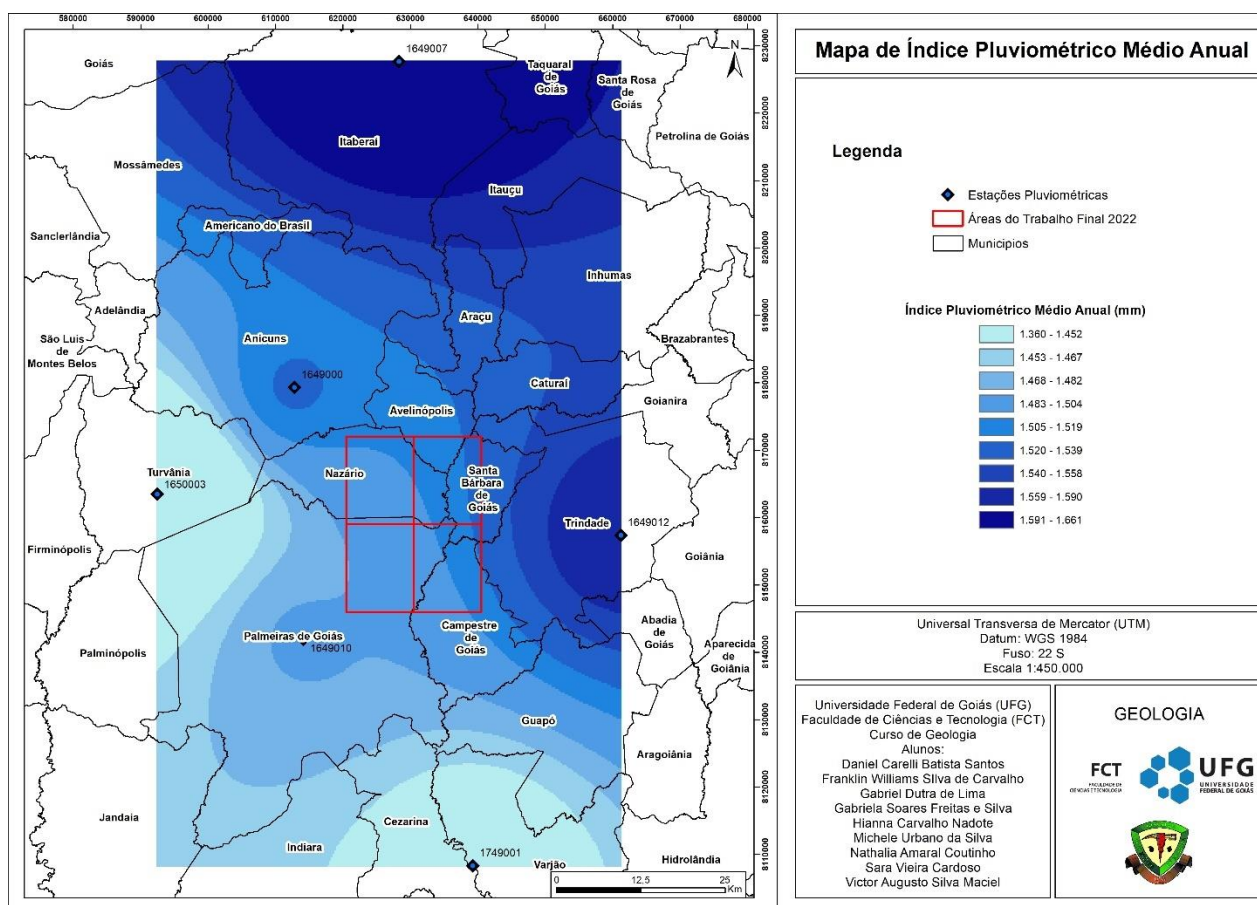 580000 590000 600000 610000 620000 630000 640000 650000 660000 670000 680000
8230000
8220000
8210000
8200000
8190000
8180000
8170000
8160000
8150000
8140000
8130000
8120000
8110000
N
Goiás
1649007
Taquaral
de
Goiás
Santa Rosa
de
Goiás
Petrolina de Goiás
Itaberaí
Mossâmedes
Itauçu
Americano do Brasil
Sanclerlândia
Inhumas
Adelândia
Araçu
São Luis
de
Montes Belos
Anicuns
Brazabrantes
1649000
Caturaí
Goianira
Avelinópolis
Turvânia
1650003
Nazário
Santa
Bárbara
de
Goiás
Trindade
1649012
Firminópolis
Goiânia
Palmeiras de Goiás
1649010
Campestre
de
Goiás
Abadia
de
Goiás
Aparecida
de
Goiânia
Palminópolis
Guapó
Aragoiânia
Jandaia
Cezarina
Indiara
1749001
Varjão
Hidrolândia
0 12.5 25
Km
Mapa de Índice Pluviométrico Médio Anual
Legenda
Estações Pluviométricas
Áreas do Trabalho Final 2022
Municipios
Índice Pluviométrico Médio Anual (mm)
1.360 - 1.452
1.453 - 1.467
1.468 - 1.482
1.483 - 1.504
1.505 - 1.519
1.520 - 1.539
1.540 - 1.558
1.559 - 1.590
1.591 - 1.661
Universal Transversa de Mercator (UTM)
Datum: WGS 1984
Fuso: 22 S
Escala 1:450.000
Universidade Federal de Goiás (UFG)
Faculdade de Ciências e Tecnologia (FCT)
Curso de Geologia
Alunos:
Daniel Carelli Batista Santos
Franklin Williams Silva de Carvalho
Gabriel Dutra de Lima
Gabriela Soares Freitas e Silva
Hianna Carvalho Nadote
Michele Urbano da Silva
Nathalia Amaral Coutinho
Sara Vieira Cardoso
Victor Augusto Silva Maciel
GEOLOGIA
FCT
FACULDADE DE
CIÊNCIAS E TECNOLOGIA
UFG
UNIVERSIDADE
FEDERAL DE GOIÁS